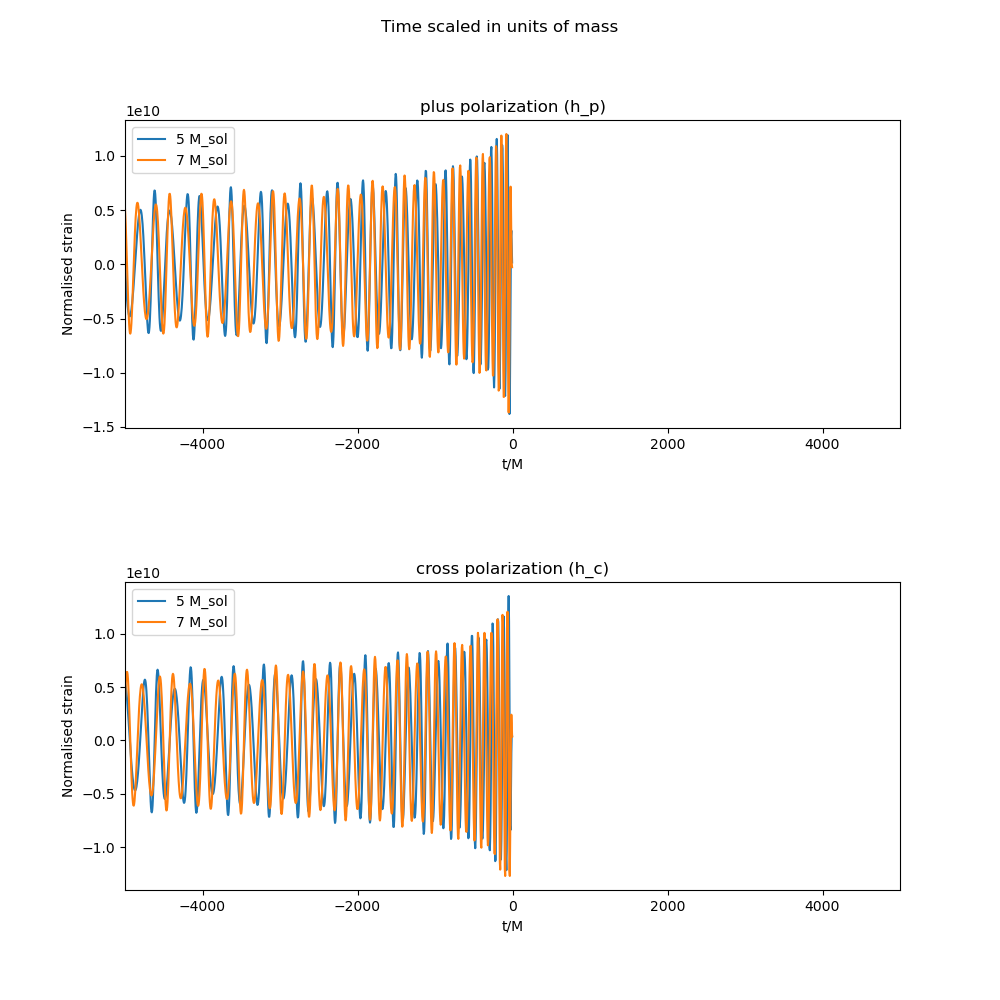 Time scaled in units of mass
plus polarization (h_p)
1e10
5 M_sol
7 M_sol
1.0
0.5
0.0
−0.5
−1.0
−1.5
Normalised strain
−4000 −2000 0 2000 4000
t/M
cross polarization (h_c)
1e10
5 M_sol
7 M_sol
1.0
0.5
0.0
−0.5
−1.0
Normalised strain
−4000 −2000 0 2000 4000
t/M